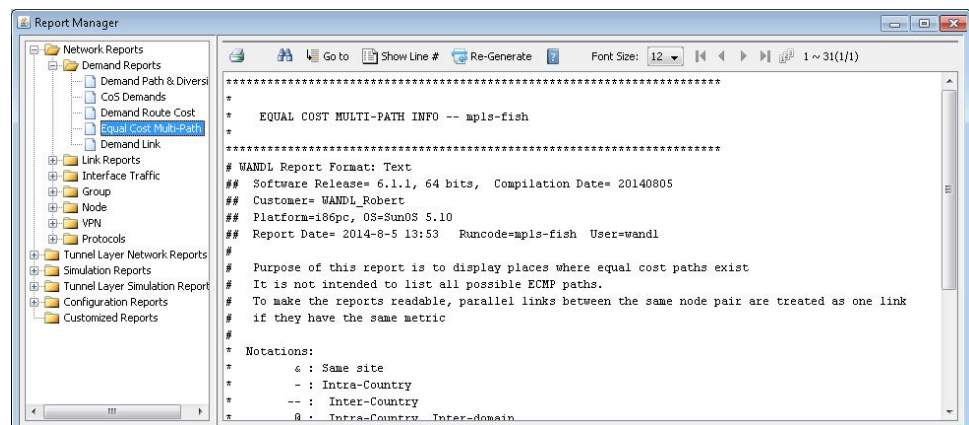 Report Manager
Network Reports
Demand Reports
Demand Path & Diversi
CoS Demands
Demand Route Cost
Equal Cost Multi-Path
Demand Link
Link Reports
Interface Traffic
Group
Node
VPN
Protocols
Tunnel Layer Network Reports
Simulation Reports
Tunnel Layer Simulation Report
Configuration Reports
Customized Reports
Go to Show Line # Re-Generate Font Size: 12 1 ~ 31(1/1)
************************************************************************
*
* EQUAL COST MULTI-PATH INFO -- mpls-fish
*
************************************************************************
# WANDL Report Format: Text
## Software Release= 6.1.1, 64 bits, Compilation Date= 20140805
## Customer= WANDL_Robert
## Platform=i86pc, OS=SunOS 5.10
## Report Date= 2014-8-5 13:53 Runcode=mpls-fish User=wandl
#
# Purpose of this report is to display places where equal cost paths exist
# It is not intended to list all possible ECMP paths.
# To make the reports readable, parallel links between the same node pair are treated as one link
# if they have the same metric
#
* Notations:
* & : Same site
* - : Intra-Country
* -- : Inter-Country
* @ : Intra-Country, Inter-domain